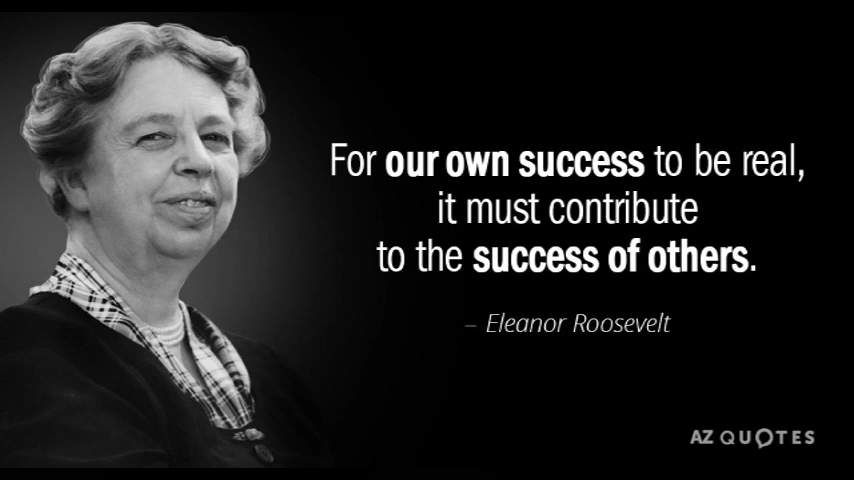 For our own success to be real,
it must contribute
to the success of others.
– Eleanor Roosevelt
AZ QUOTES